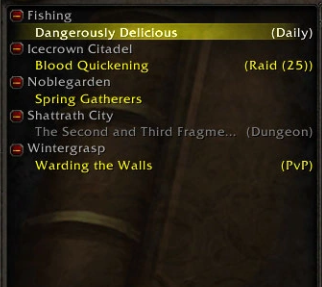 Fishing
Dangerously Delicious (Daily)
Icecrown Citadel
Blood Quickening (Raid (25))
Noblegarden
Spring Gatherers
Shattrath City
The Second and Third Fragme... (Dungeon)
Wintergrasp
Warding the Walls (PvP)